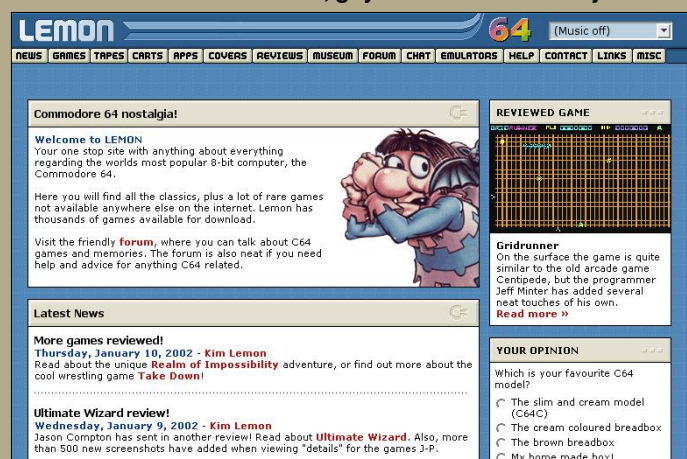 LEMON 64 (Music off)
NEWS GAMES TAPES CARTS APPS COVERS REVIEWS MUSEUM FORUM CHAT EMULATORS HELP CONTACT LINKS MISC
Commodore 64 nostalgia!
Welcome to LEMON
Your one stop site with anything about everything
regarding the worlds most popular 8-bit computer, the
Commodore 64.
Here you will find all the classics, plus a lot of rare games
not available anywhere else on the internet. Lemon has
thousands of games available for download.
Visit the friendly forum, where you can talk about C64
games and memories. The forum is also neat if you need
help and advice for anything C64 related.
Latest News
More games reviewed!
Thursday, January 10, 2002 - Kim Lemon
Read about the unique Realm of Impossibility adventure, or find out more about the
cool wrestling game Take Down!
Ultimate Wizard review!
Wednesday, January 9, 2002 - Kim Lemon
Jason Compton has sent in another review! Read about Ultimate Wizard. Also, more
than 500 new screenshots have added when viewing "details" for the games J-P.
REVIEWED GAME
Gridrunner
On the surface the game is quite
similar to the old arcade game
Centipede, but the programmer
Jeff Minter has added several
neat touches of his own.
Read more »
YOUR OPINION
Which is your favourite C64
model?
The slim and cream model
(C64C)
The cream coloured breadbox
The brown breadbox
My home made box!